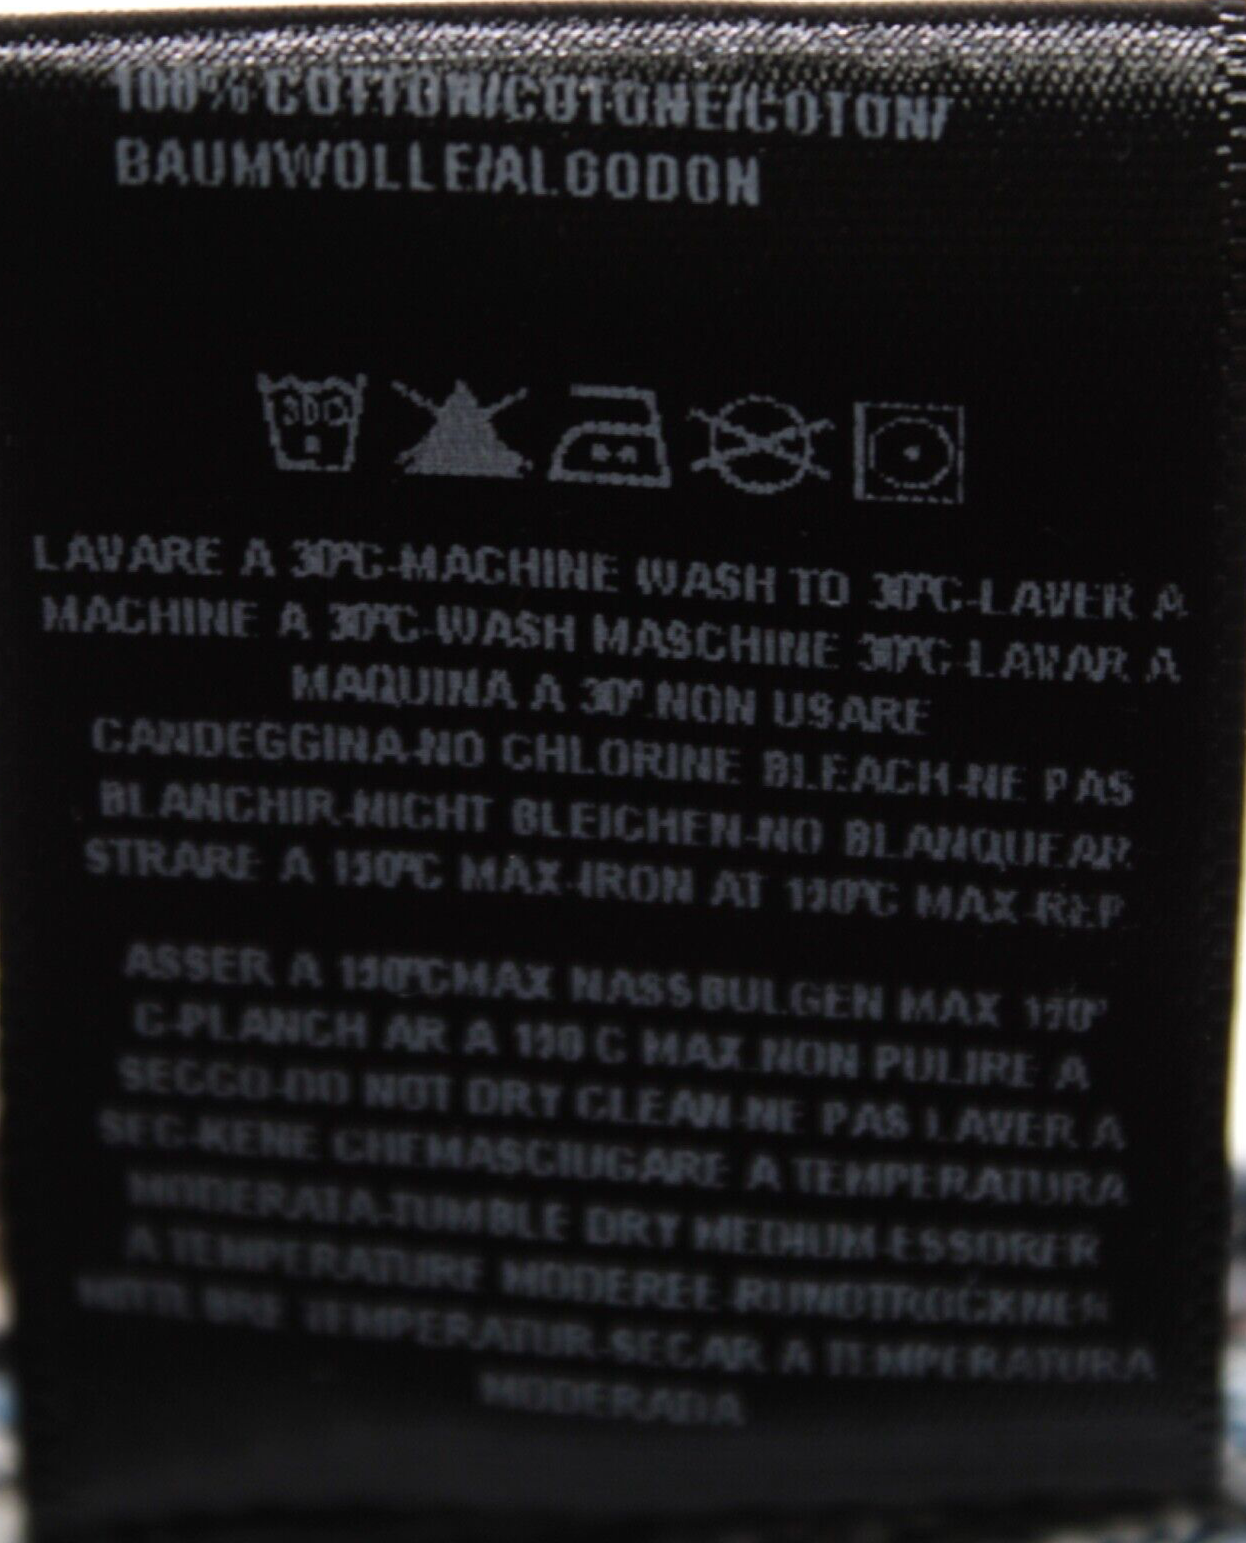 100% COTTON/COTONE/COTON/
BAUMWOLLE/ALGODON
30C
LAVARE A 30°C-MACHINE WASH TO 30°C-LAVER A
MACHINE A 30°C-WASH MASCHINE 30°C-LAVAR A
MAQUINA A 30°.NON USARE
CANDEGGINA-NO CHLORINE BLEACH-NE PAS
BLANCHIR-NICHT BLEICHEN-NO BLANQUEAR
STRARE A 150°C MAX-IRON AT 150°C MAX-REP
ASSER A 150°CMAX NASSBULGEN MAX 150°
C-PLANCH AR A 150 C MAX.NON PULIRE A
SECCO-DO NOT DRY CLEAN-NE PAS LAVER A
SEC-KENE CHEMASCIUGARE A TEMPERATURA
MODERATA-TUMBLE DRY MEDIUM-ESSORER
A TEMPERATURE MODEREE-RUNDTROCKNEN
TEMPERATUR-SECAR A TEMPERATURA
MODERADA